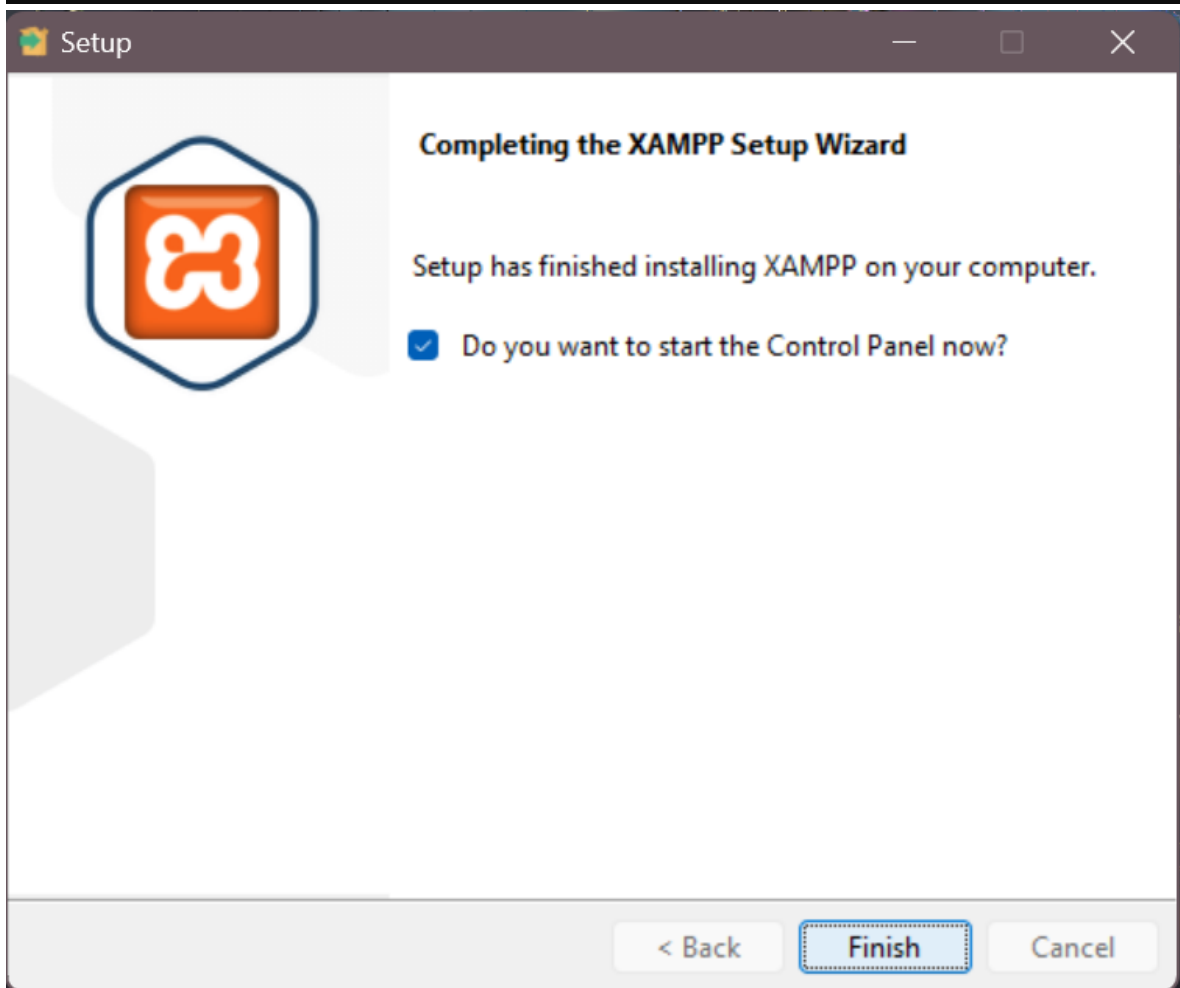 Setup
Completing the XAMPP Setup Wizard
Setup has finished installing XAMPP on your computer.
Do you want to start the Control Panel now?
< Back
Finish
Cancel